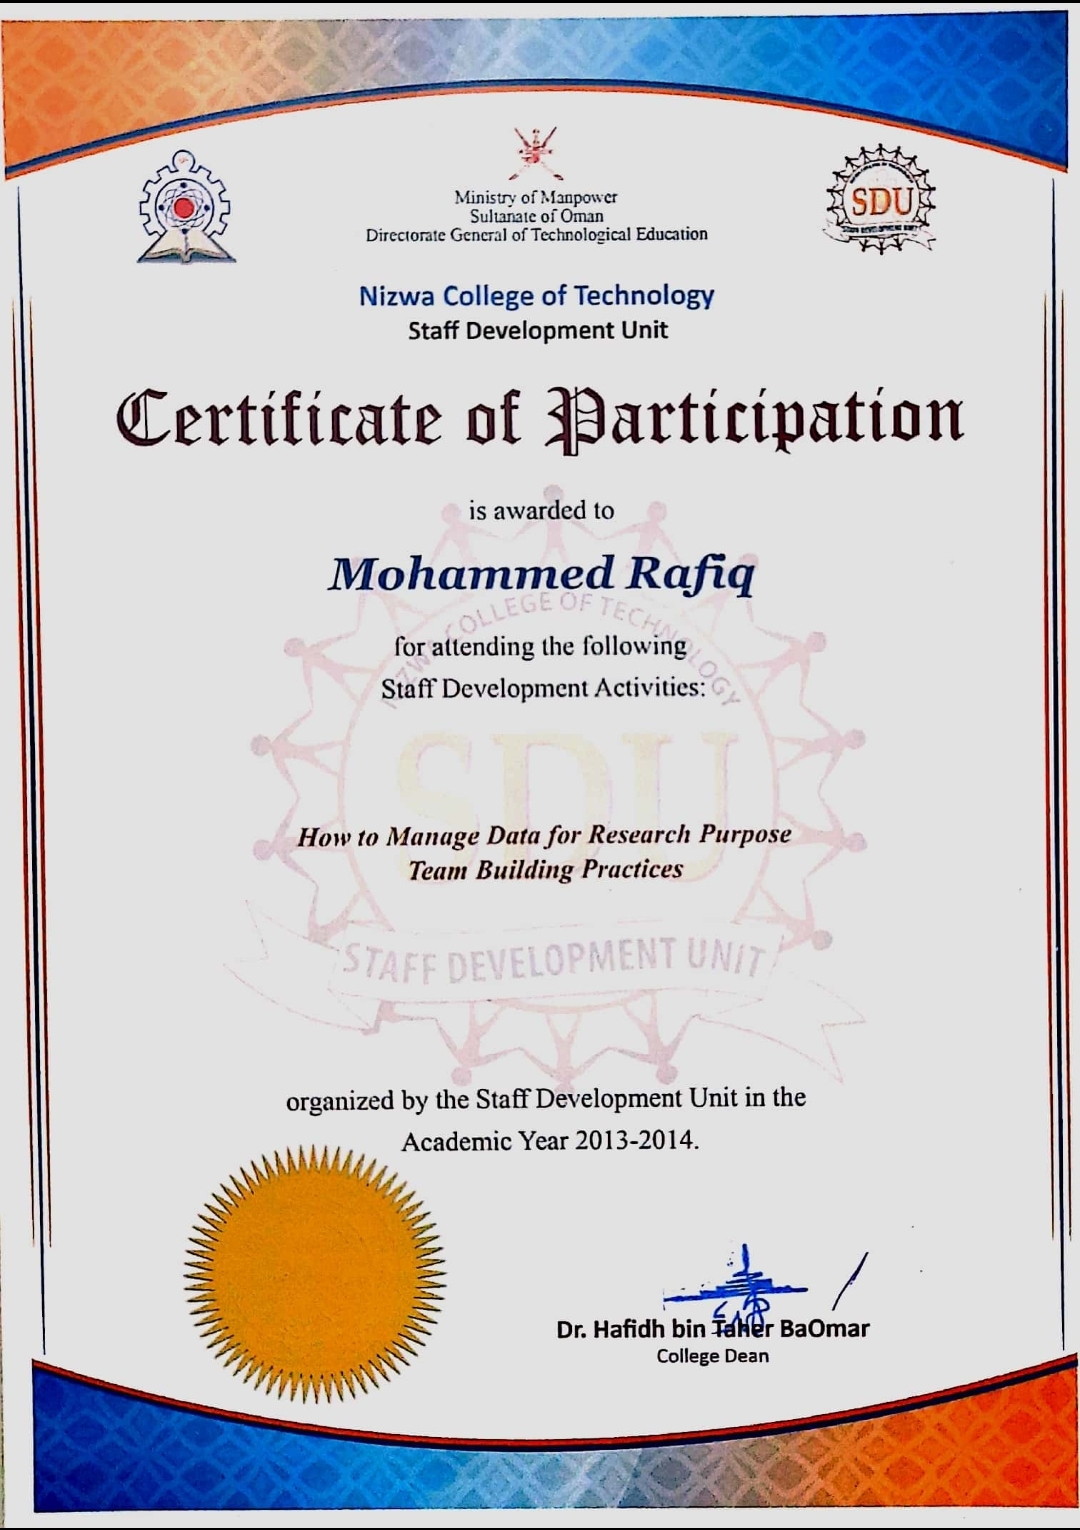 Ministry of Manpower
Sultanate of Oman
Directorate General of Technological Education
SDU
STAFF DEVELOPMENT UNIT
Nizwa College of Technology
Staff Development Unit
Certificate of Participation
is awarded to
Mohammed Rafiq
NIZWA COLLEGE OF TECHNOLOGY
for attending the following
Staff Development Activities:
SDU
How to Manage Data for Research Purpose
Team Building Practices
STAFF DEVELOPMENT UNIT
organized by the Staff Development Unit in the
Academic Year 2013-2014.
Dr. Hafidh bin Taher BaOmar
College Dean